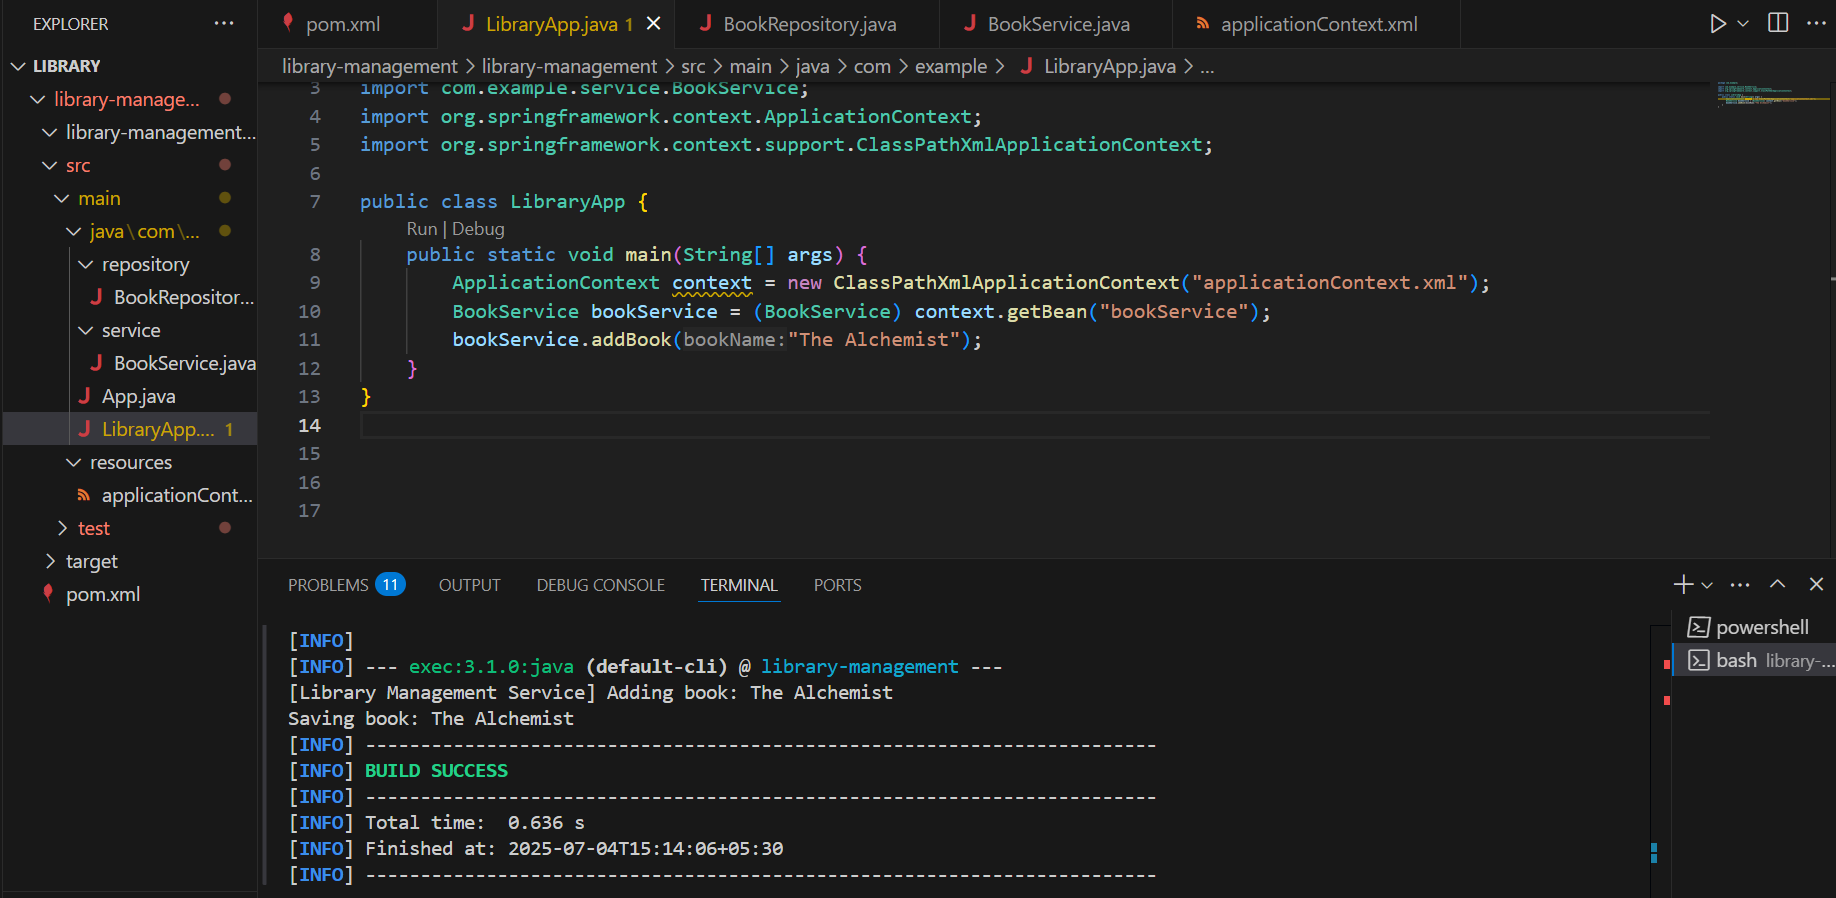 EXPLORER
LIBRARY
library-manage...
library-management...
src
main
java\com\...
repository
BookRepositor...
service
BookService.java
App.java
LibraryApp.... 1
resources
applicationCont...
test
target
pom.xml
pom.xml
LibraryApp.java 1
BookRepository.java
BookService.java
applicationContext.xml
library-management > library-management > src > main > java > com > example > LibraryApp.java > ...
3 import com.example.service.BookService;
4 import org.springframework.context.ApplicationContext;
5 import org.springframework.context.support.ClassPathXmlApplicationContext;
6
7 public class LibraryApp {
Run | Debug
8 public static void main(String[] args) {
9 ApplicationContext context = new ClassPathXmlApplicationContext("applicationContext.xml");
10 BookService bookService = (BookService) context.getBean("bookService");
11 bookService.addBook(bookName:"The Alchemist");
12 }
13 }
14
15
16
17
PROBLEMS 11
OUTPUT
DEBUG CONSOLE
TERMINAL
PORTS
[INFO]
[INFO] --- exec:3.1.0:java (default-cli) @ library-management ---
[Library Management Service] Adding book: The Alchemist
Saving book: The Alchemist
[INFO] ------------------------------------------------------------------------
[INFO] BUILD SUCCESS
[INFO] ------------------------------------------------------------------------
[INFO] Total time:  0.636 s
[INFO] Finished at: 2025-07-04T15:14:06+05:30
[INFO] ------------------------------------------------------------------------
powershell
bash library-...